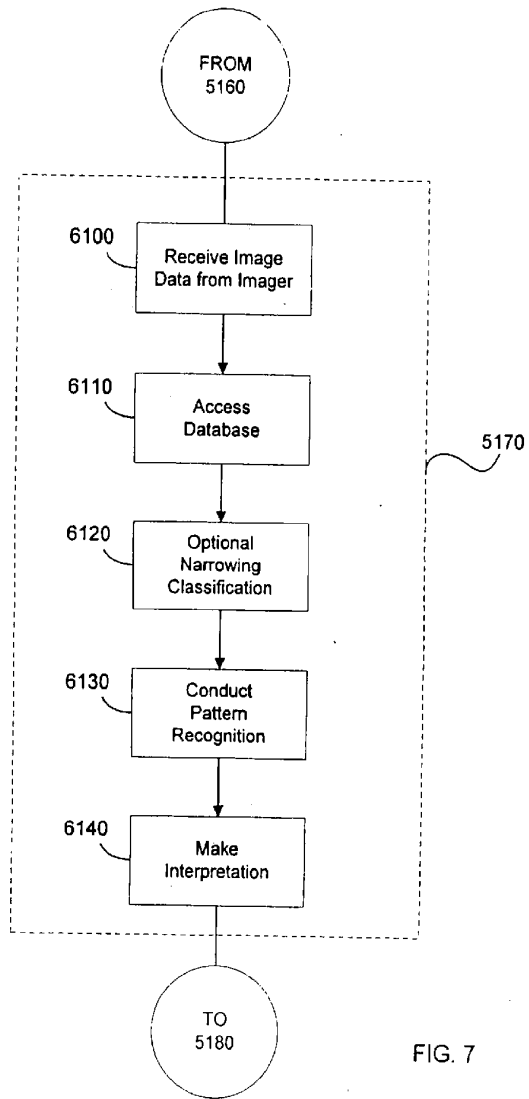 FROM
5160
6100
Receive Image
Data from Imager
6110
Access
Database
5170
6120
Optional
Narrowing
Classification
6130
Conduct
Pattern
Recognition
6140
Make
Interpretation
TO
5180
FIG. 7